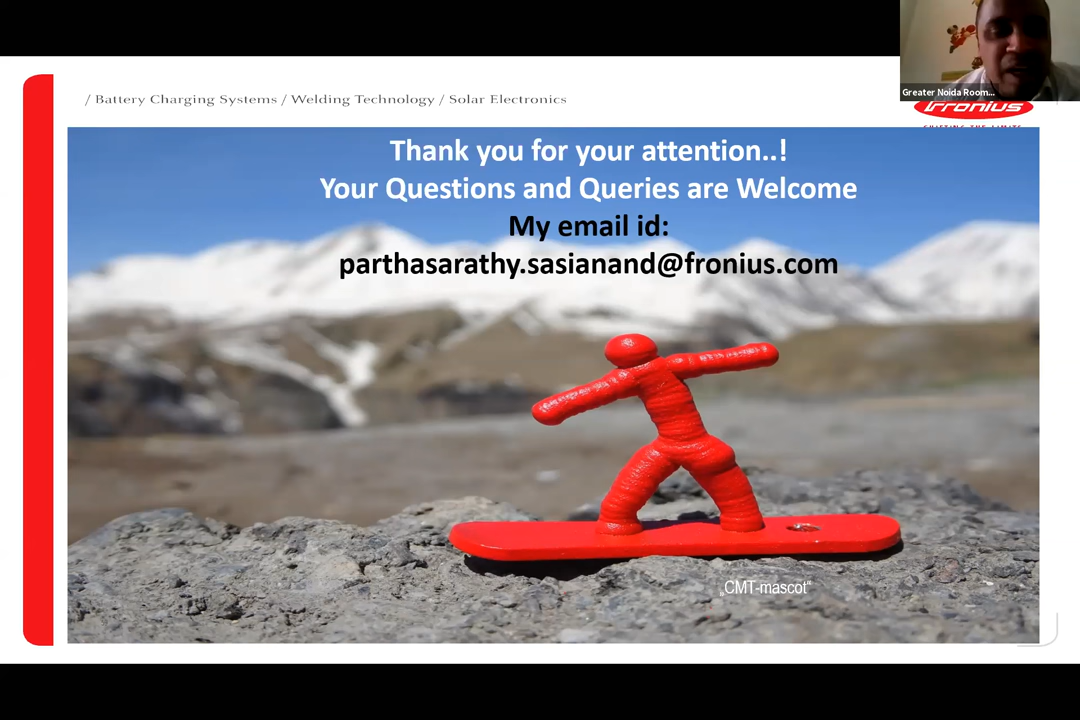 Greater Noida Room...
/ Battery Charging Systems / Welding Technology / Solar Electronics
Fronius
Thank you for your attention..!
Your Questions and Queries are Welcome
My email id:
parthasarathy.sasianand@fronius.com
„CMT-mascot“